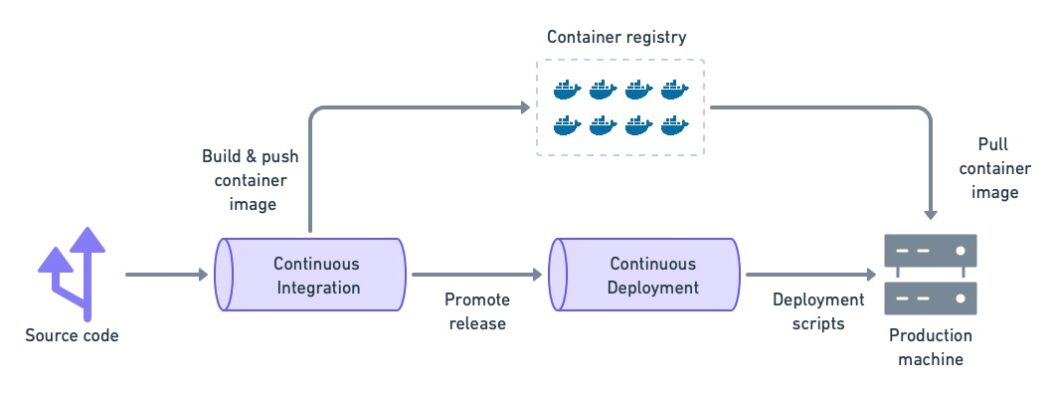 Container registry
Build & push
container
image
Pull
container
image
Continuous
Integration
Continuous
Deployment
Promote
release
Deployment
scripts
Source code
Production
machine